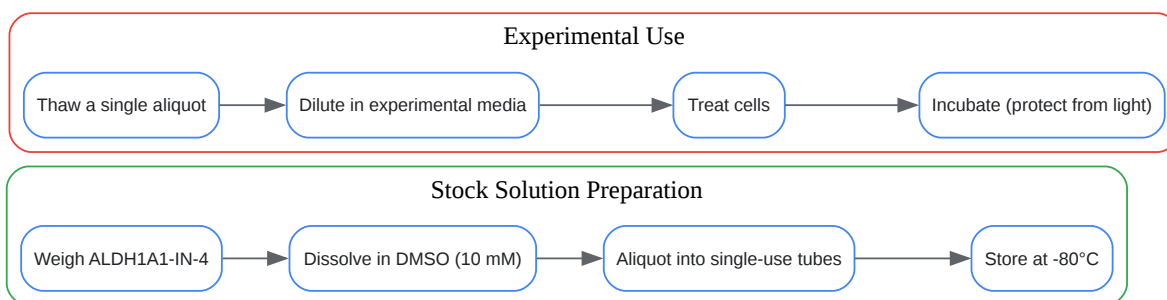 Experimental Use
Thaw a single aliquot
Dilute in experimental media
Treat cells
Incubate (protect from light)
Stock Solution Preparation
Weigh ALDH1A1-IN-4
Dissolve in DMSO (10 mM)
Aliquot into single-use tubes
Store at -80°C